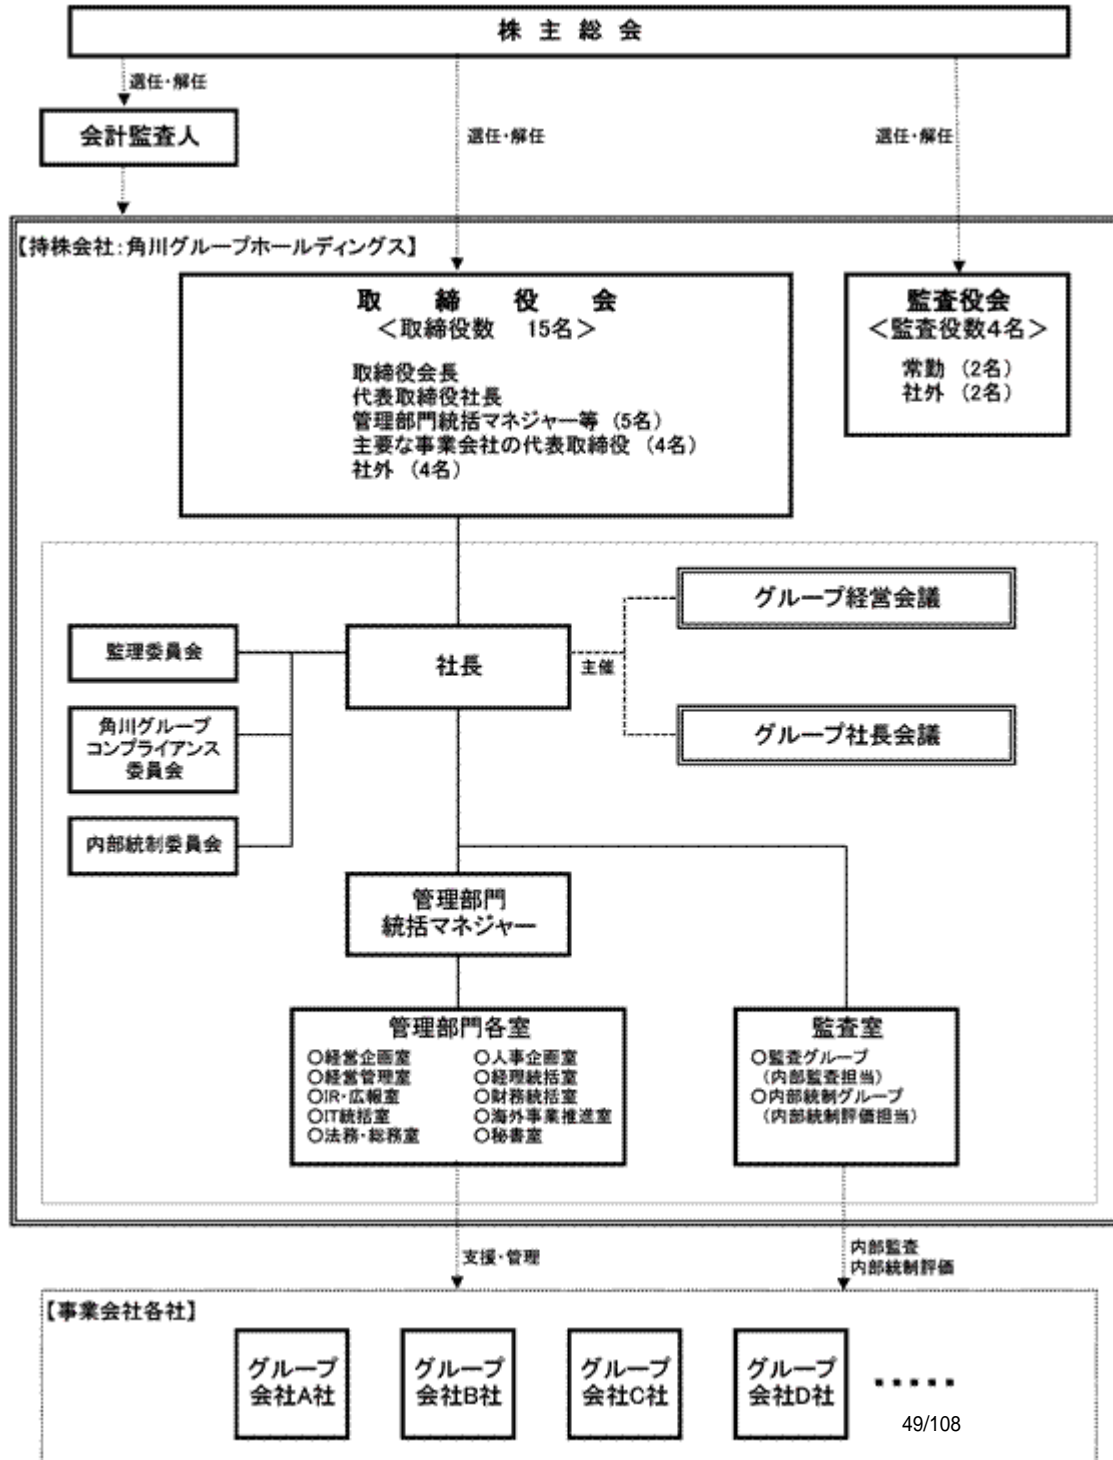 株主総会
選任・解任
会計監査人
選任・解任
選任・解任
【持株会社：角川グループホールディングス】
取締役会
＜取締役数　15名＞
取締役会長
代表取締役社長
管理部門統括マネジャー等（5名）
主要な事業会社の代表取締役（4名）
社外（4名）
監査役会
＜監査役数4名＞
常勤（2名）
社外（2名）
グループ経営会議
監理委員会
社長
主催
角川グループ
コンプライアンス
委員会
グループ社長会議
内部統制委員会
管理部門
統括マネジャー
管理部門各室
○経営企画室
○経営管理室
○IR・広報室
○IT統括室
○法務・総務室
○人事企画室
○経理統括室
○財務統括室
○海外事業推進室
○秘書室
監査室
○監査グループ
（内部監査担当）
○内部統制グループ
（内部統制評価担当）
支援・管理
内部監査
内部統制評価
【事業会社各社】
グループ
会社A社
グループ
会社B社
グループ
会社C社
グループ
会社D社
･････
49/108